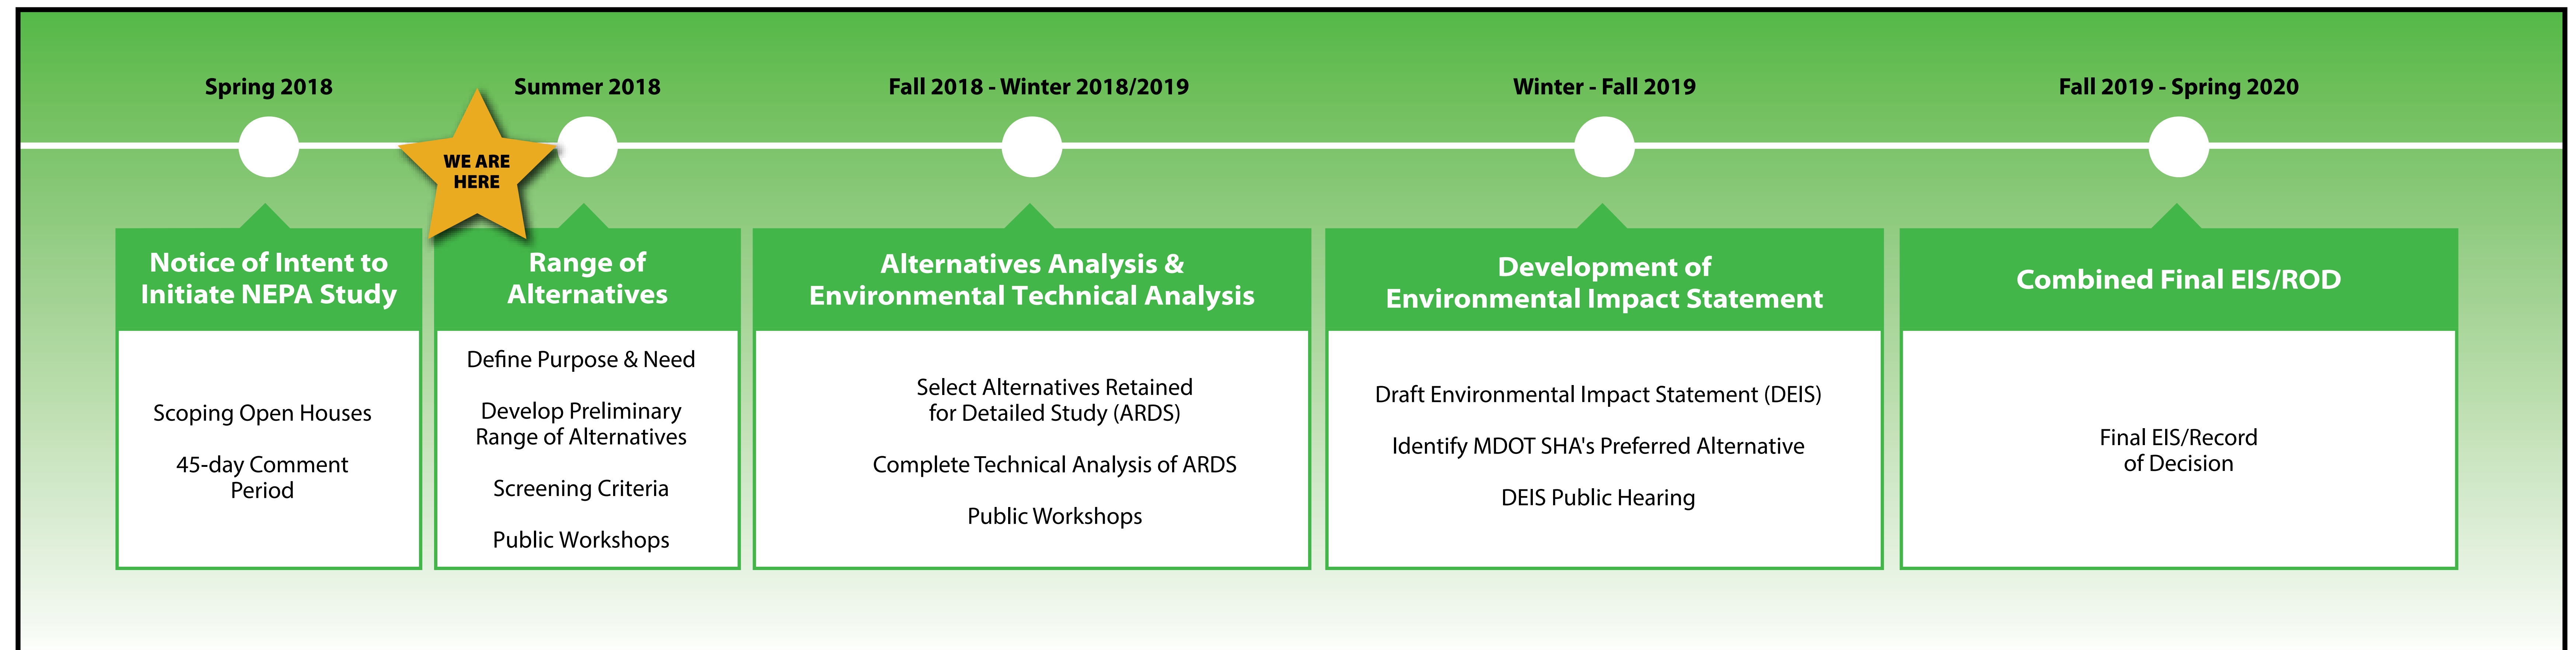 Spring 2018
Summer 2018
Fall 2018 - Winter 2018/2019
Winter - Fall 2019
Fall 2019 - Spring 2020
WE ARE
HERE
Notice of Intent to
Initiate NEPA Study
Scoping Open Houses
45-day Comment
Period
Range of
Alternatives
Define Purpose & Need
Develop Preliminary
Range of Alternatives
Screening Criteria
Public Workshops
Alternatives Analysis &
Environmental Technical Analysis
Select Alternatives Retained
for Detailed Study (ARDS)
Complete Technical Analysis of ARDS
Public Workshops
Development of
Environmental Impact Statement
Draft Environmental Impact Statement (DEIS)
Identify MDOT SHA's Preferred Alternative
DEIS Public Hearing
Combined Final EIS/ROD
Final EIS/Record
of Decision